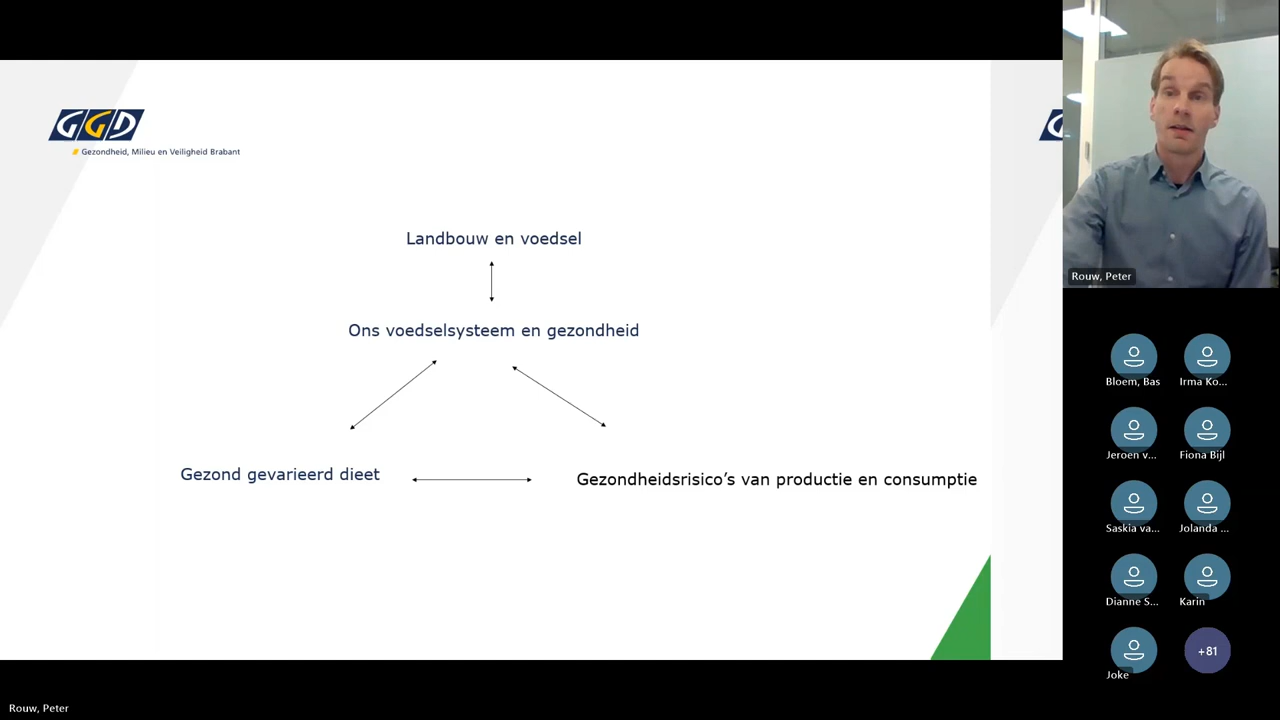 GGD
Gezondheid, Milieu en Veiligheid Brabant
Landbouw en voedsel
Ons voedselsysteem en gezondheid
Gezond gevarieerd dieet
Gezondheidsrisico's van productie en consumptie
Rouw, Peter
Bloem, Bas
Irma Ko...
Jeroen v...
Fiona Bijl
Saskia va...
Jolanda ...
Dianne S...
Karin
Joke
+81
Rouw, Peter